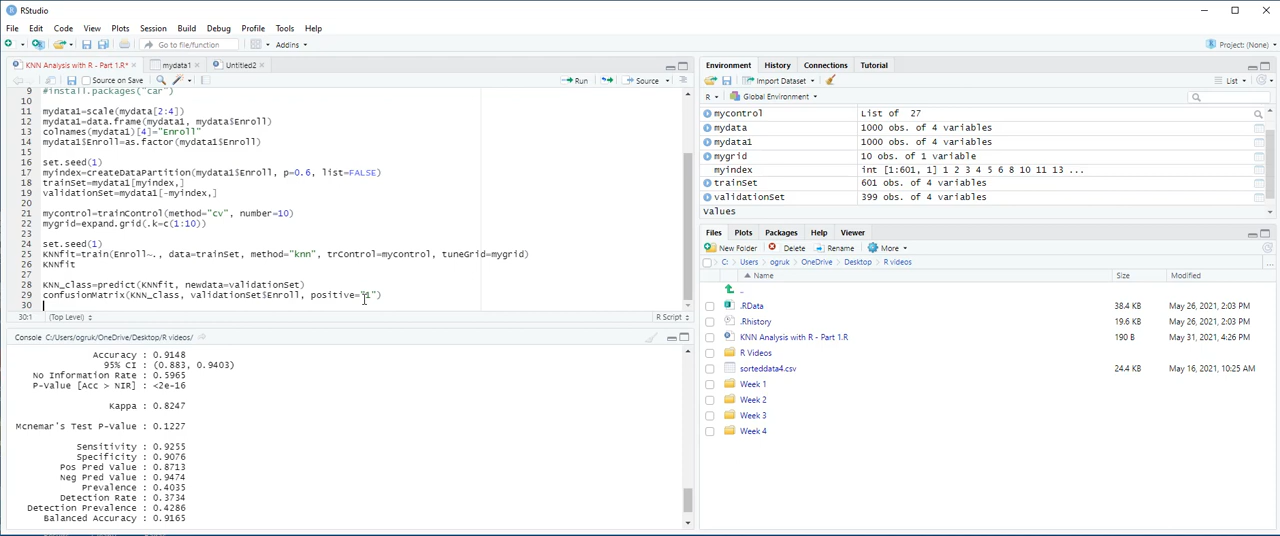 RStudio
File Edit Code View Plots Session Build Debug Profile Tools Help
Go to file/function Addins Project: (None)
KNN Analysis with R - Part 1.R* mydata1 Untitled2
Source on Save Run Source
9 #install.packages("car")
10
11 mydata1=scale(mydata[2:4])
12 mydata1=data.frame(mydata1, mydata$Enroll)
13 colnames(mydata1)[4]="Enroll"
14 mydata1$Enroll=as.factor(mydata1$Enroll)
15
16 set.seed(1)
17 myindex=createDataPartition(mydata1$Enroll, p=0.6, list=FALSE)
18 trainSet=mydata1[myindex,]
19 validationSet=mydata1[-myindex,]
20
21 mycontrol=trainControl(method="cv", number=10)
22 mygrid=expand.grid(.k=c(1:10))
23
24 set.seed(1)
25 KNNfit=train(Enroll~., data=trainSet, method="knn", trControl=mycontrol, tuneGrid=mygrid)
26 KNNfit
27
28 KNN_class=predict(KNNfit, newdata=validationSet)
29 confusionMatrix(KNN_class, validationSet$Enroll, positive="1")
30
30:1 (Top Level) R Script
Console C:/Users/ogruk/OneDrive/Desktop/R videos/
Accuracy : 0.9148
95% CI : (0.883, 0.9403)
No Information Rate : 0.5965
P-Value [Acc > NIR] : <2e-16
Kappa : 0.8247
Mcnemar's Test P-Value : 0.1227
Sensitivity : 0.9255
Specificity : 0.9076
Pos Pred Value : 0.8713
Neg Pred Value : 0.9474
Prevalence : 0.4035
Detection Rate : 0.3734
Detection Prevalence : 0.4286
Balanced Accuracy : 0.9165
Environment History Connections Tutorial
Import Dataset List
R Global Environment
mycontrol List of 27
mydata 1000 obs. of 4 variables
mydata1 1000 obs. of 4 variables
mygrid 10 obs. of 1 variable
myindex int [1:601, 1] 1 2 3 4 5 6 8 10 11 13 ...
trainSet 601 obs. of 4 variables
validationSet 399 obs. of 4 variables
Values
Files Plots Packages Help Viewer
New Folder Delete Rename More
C: Users ogruk OneDrive Desktop R videos ...
Name Size Modified
..
.RData 38.4 KB May 26, 2021, 2:03 PM
.Rhistory 19.6 KB May 26, 2021, 2:03 PM
KNN Analysis with R - Part 1.R 190 B May 31, 2021, 4:26 PM
R Videos
sorteddata4.csv 24.4 KB May 16, 2021, 10:25 AM
Week 1
Week 2
Week 3
Week 4